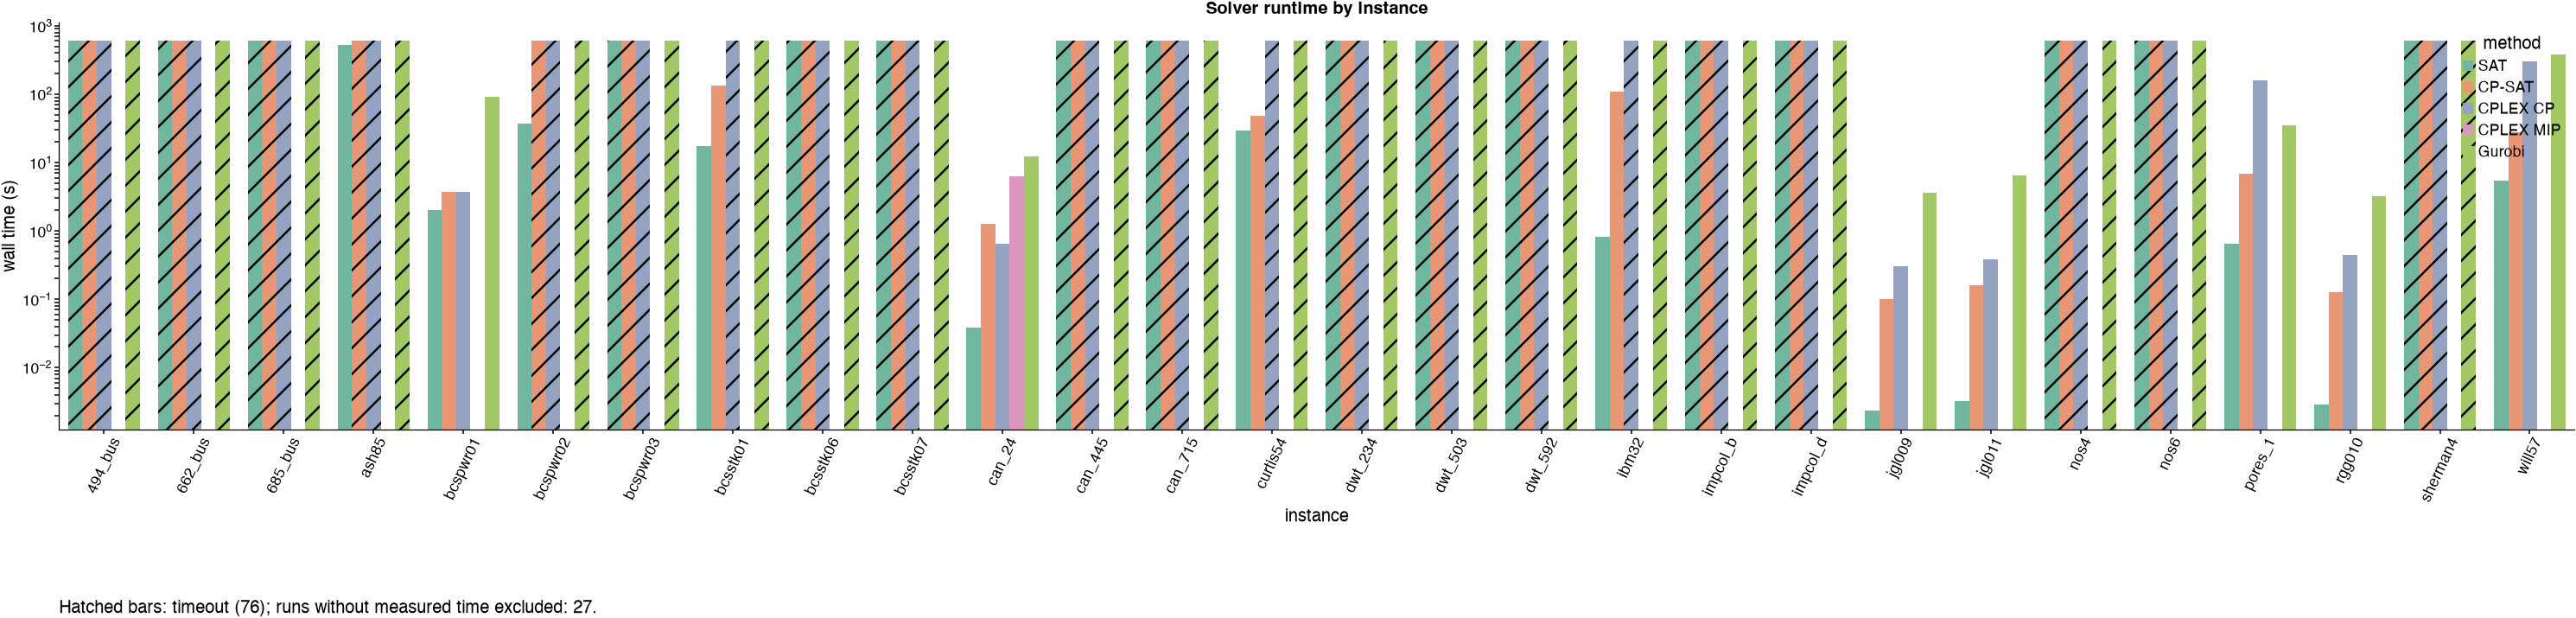 Solver runtime by instance
wall time (s)
10³
10²
10¹
10⁰
10⁻¹
10⁻²
method
SAT
CP-SAT
CPLEX CP
CPLEX MIP
Gurobi
494_bus
662_bus
685_bus
ash85
bcspwr01
bcspwr02
bcspwr03
bcsstk01
bcsstk06
bcsstk07
can_24
can_445
can_715
curtis54
dwt_234
dwt_503
dwt_592
ibm32
impcol_b
impcol_d
jgl009
jgl011
nos4
nos6
pores_1
rgg010
sherman4
will57
instance
Hatched bars: timeout (76); runs without measured time excluded: 27.